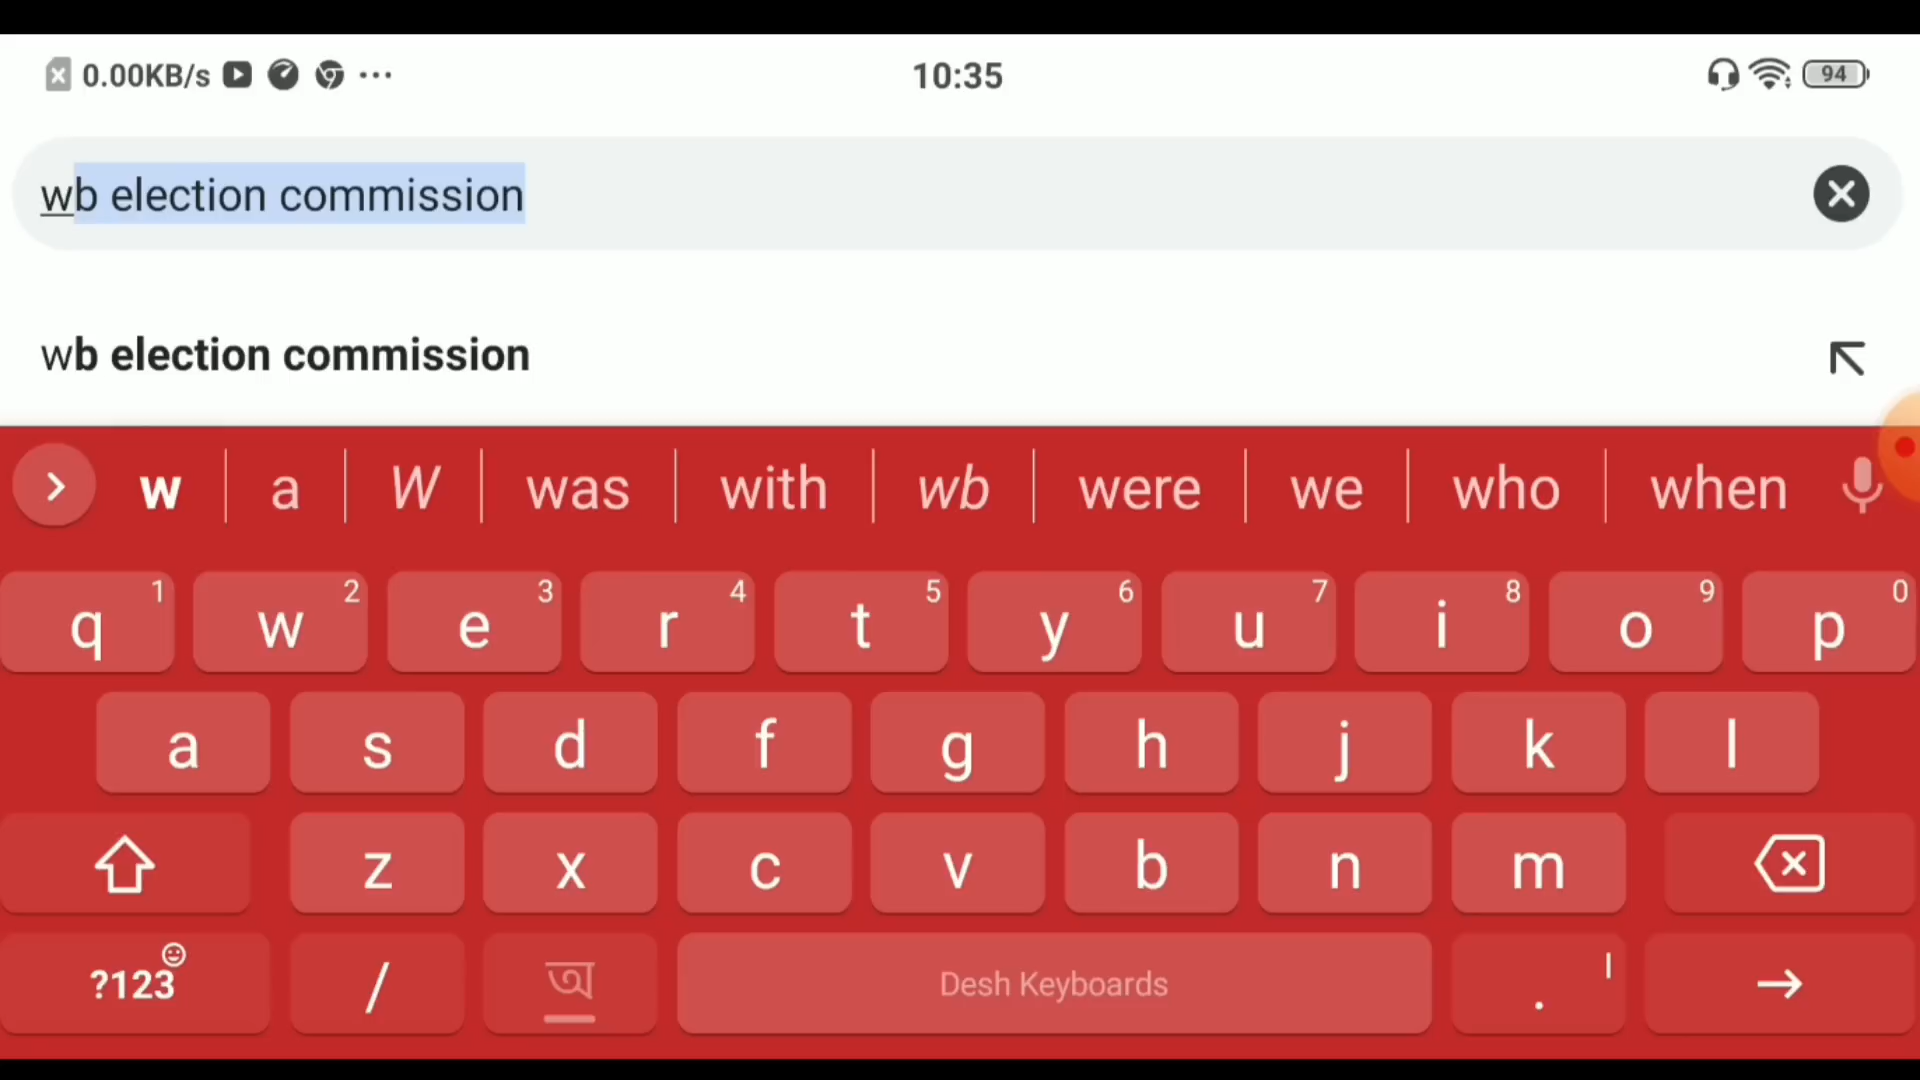 0.00KB/s ... 10:35 94
wb election commission
wb election commission
w a W was with wb were we who when
q 1 w 2 e 3 r 4 t 5 y 6 u 7 i 8 o 9 p 0
a s d f g h j k l
z x c v b n m
?123 / অ Desh Keyboards . |